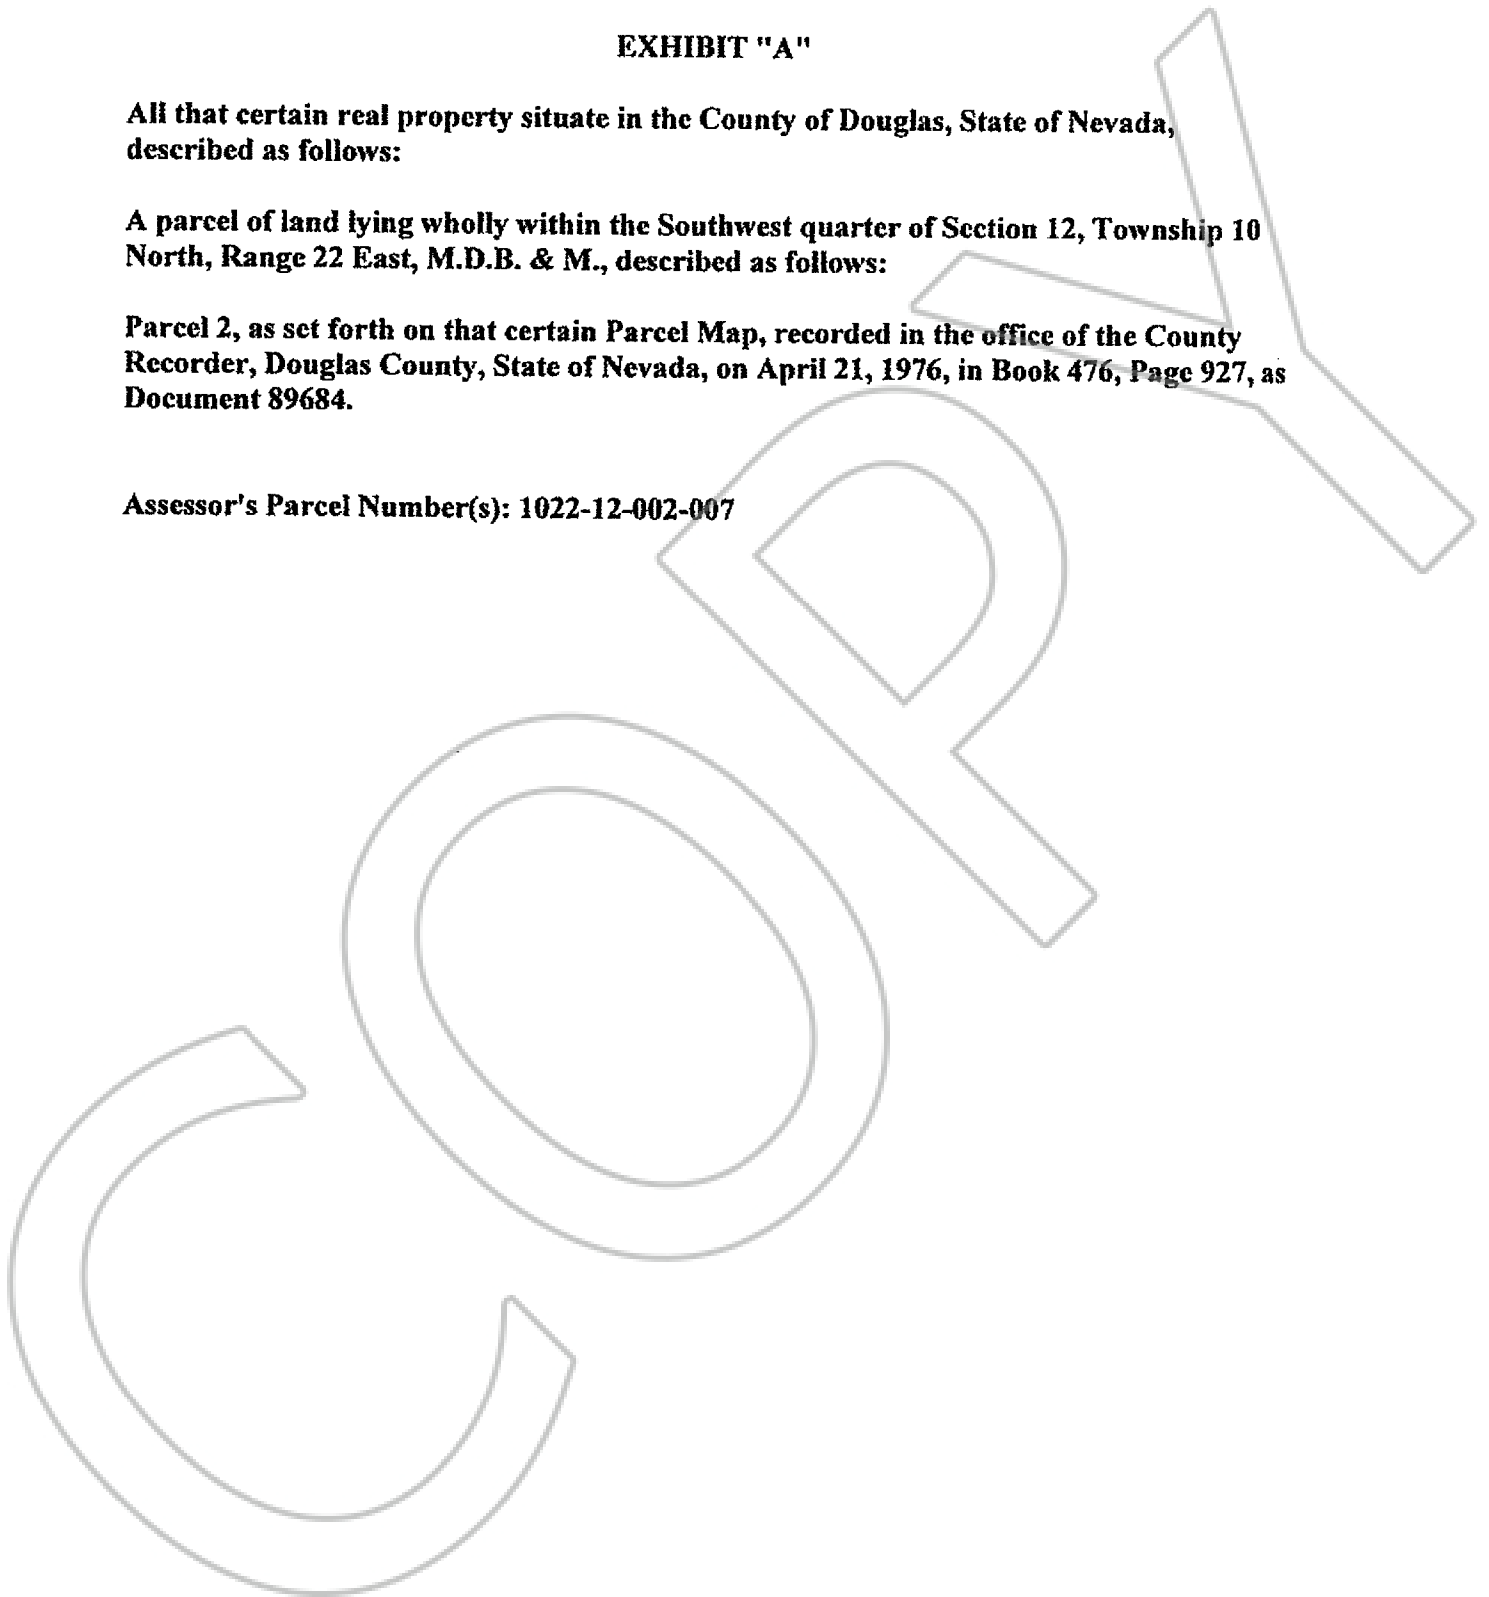 EXHIBIT "A"
All that certain real property situate in the County of Douglas, State of Nevada,
described as follows:
A parcel of land lying wholly within the Southwest quarter of Section 12, Township 10
North, Range 22 East, M.D.B. & M., described as follows:
Parcel 2, as set forth on that certain Parcel Map, recorded in the office of the County
Recorder, Douglas County, State of Nevada, on April 21, 1976, in Book 476, Page 927, as
Document 89684.
Assessor's Parcel Number(s): 1022-12-002-007
COPY